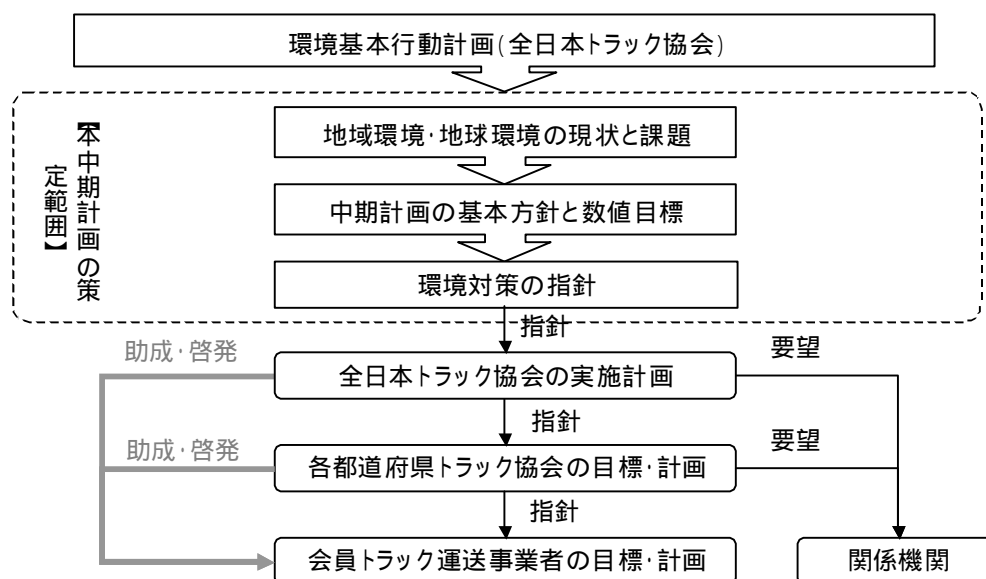 環境基本行動計画(全日本トラック協会)
【本中期計画の策
定範囲】
地域環境・地球環境の現状と課題
中期計画の基本方針と数値目標
環境対策の指針
指針
助成・啓発
要望
全日本トラック協会の実施計画
指針
助成・啓発
要望
各都道府県トラック協会の目標・計画
指針
会員トラック運送事業者の目標・計画
関係機関